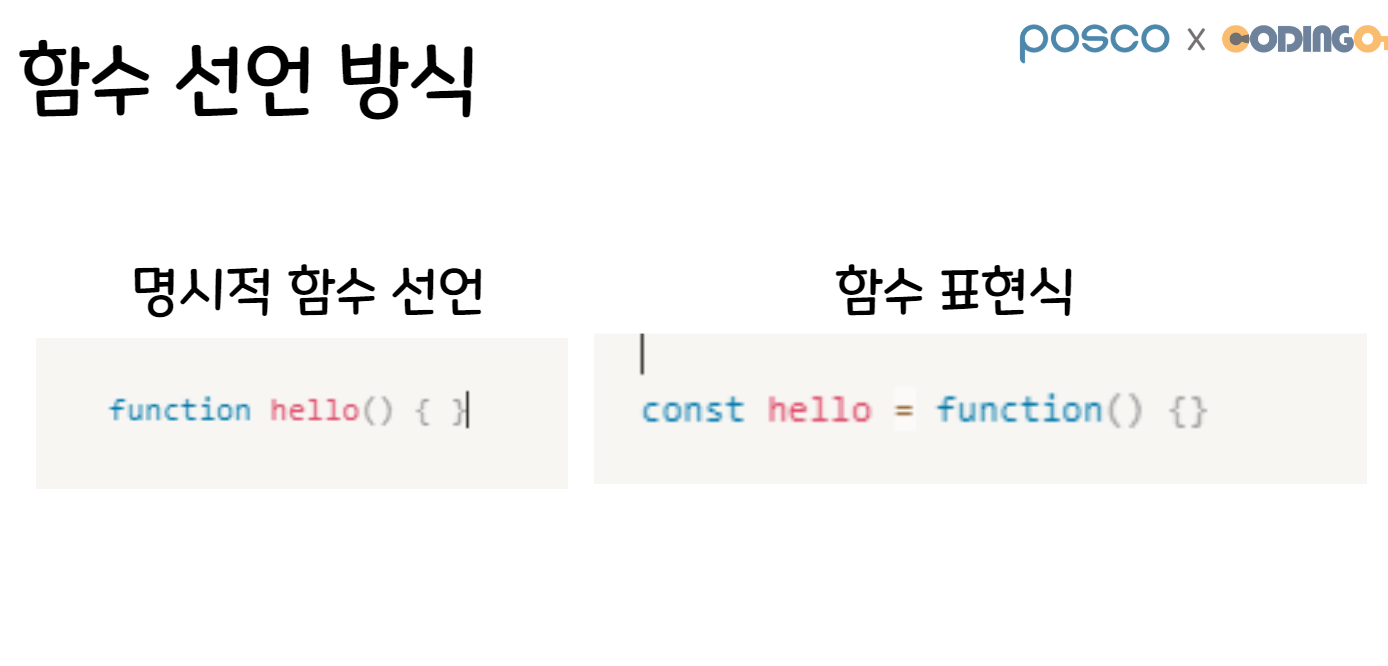 posco x CODINGO
함수 선언 방식
명시적 함수 선언
함수 표현식
function hello() { }
const hello = function() {}